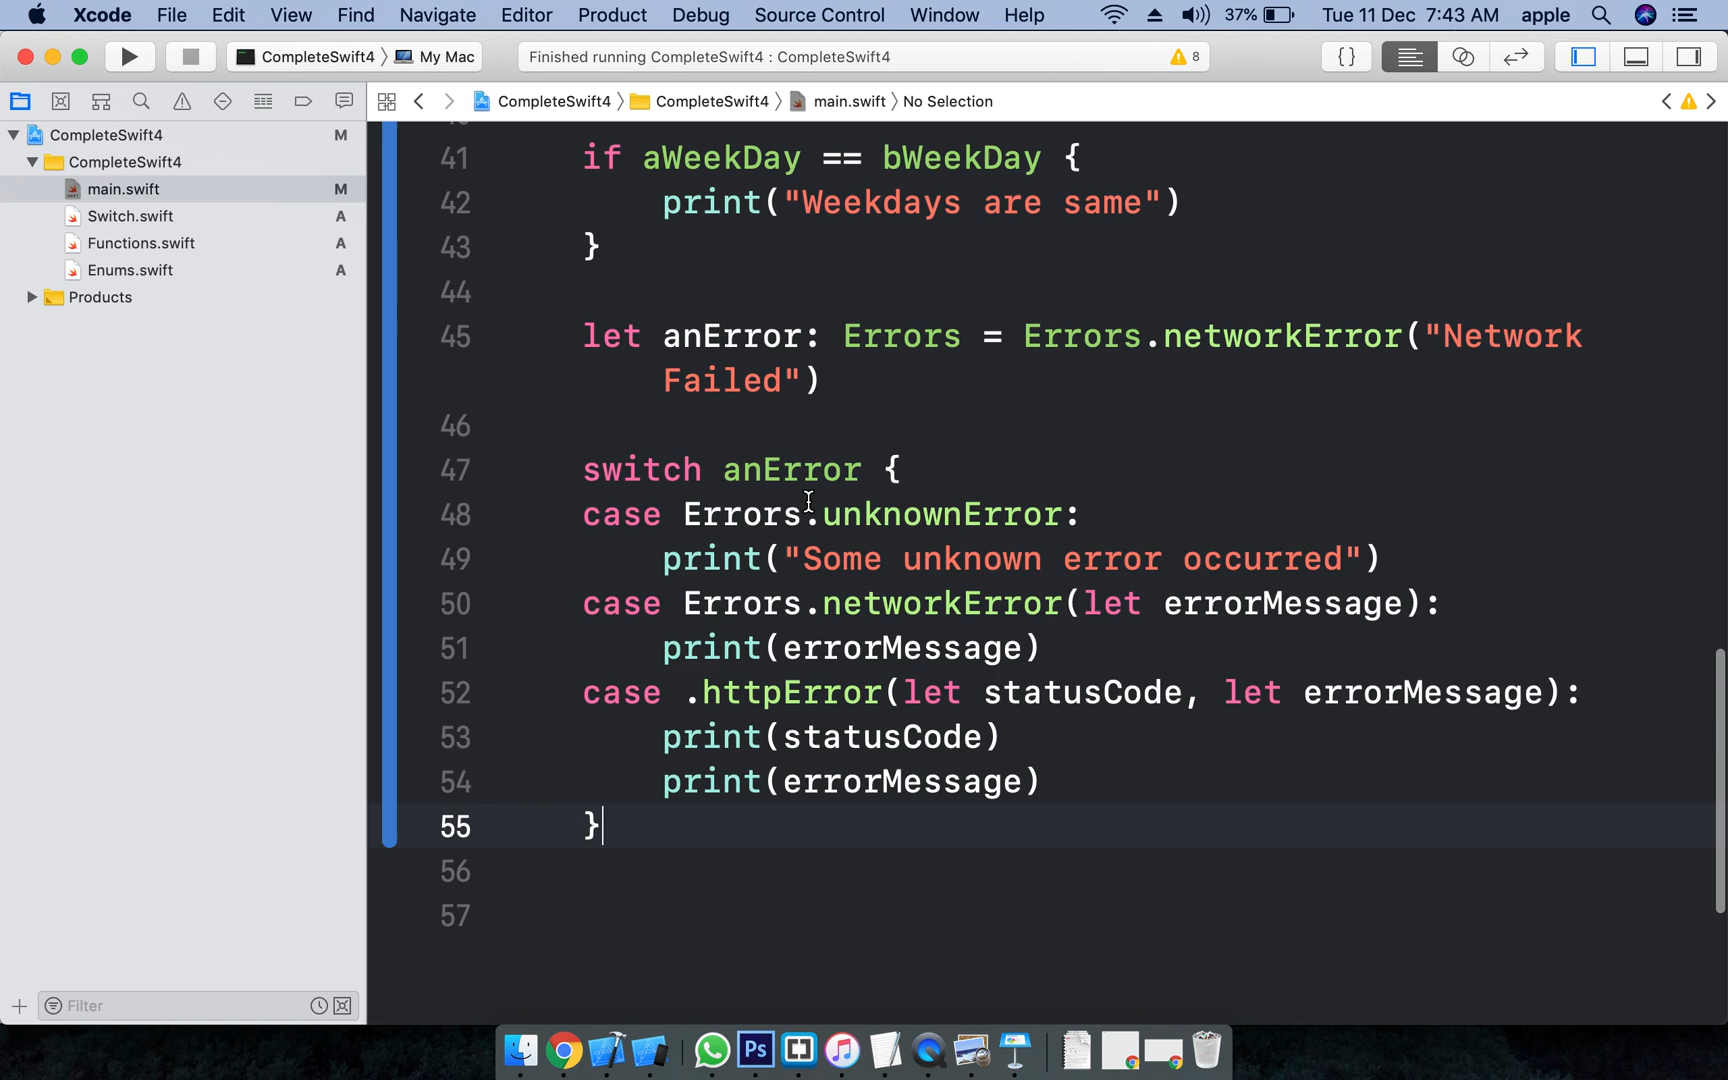 Xcode File Edit View Find Navigate Editor Product Debug Source Control Window Help 37% Tue 11 Dec 7:43 AM apple
CompleteSwift4 My Mac Finished running CompleteSwift4 : CompleteSwift4 8 {}
CompleteSwift4 CompleteSwift4 main.swift No Selection
CompleteSwift4 M
CompleteSwift4
main.swift M
Switch.swift A
Functions.swift A
Enums.swift A
Products
41 if aWeekDay == bWeekDay {
42 print("Weekdays are same")
43 }
44
45 let anError: Errors = Errors.networkError("Network
Failed")
46
47 switch anError {
48 case Errors.unknownError:
49 print("Some unknown error occurred")
50 case Errors.networkError(let errorMessage):
51 print(errorMessage)
52 case .httpError(let statusCode, let errorMessage):
53 print(statusCode)
54 print(errorMessage)
55 }
56
57
Filter
Ps